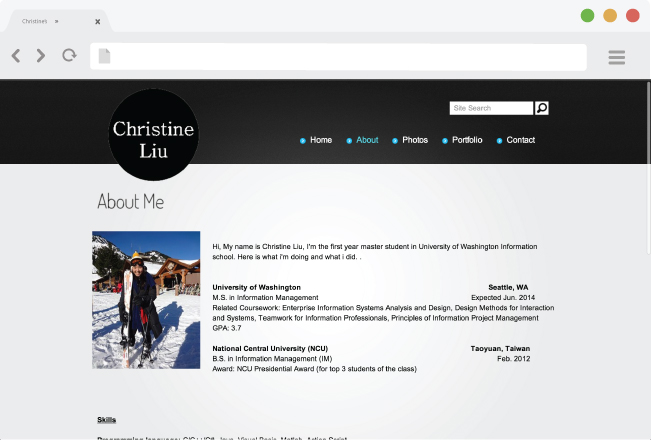 Christine's »
Christine
Liu
Site Search
Home About Photos Portfolio Contact
About Me
Hi, My name is Christine Liu, I'm the first year master student in University of Washington Information
school. Here is what i'm doing and what i did. .
University of Washington Seattle, WA
M.S. in Information Management Expected Jun. 2014
Related Coursework: Enterprise Information Systems Analysis and Design, Design Methods for Interaction
and Systems, Teamwork for Information Professionals, Principles of Information Project Management
GPA: 3.7
National Central University (NCU) Taoyuan, Taiwan
B.S. in Information Management (IM) Feb. 2012
Award: NCU Presidential Award (for top 3 students of the class)
Skills